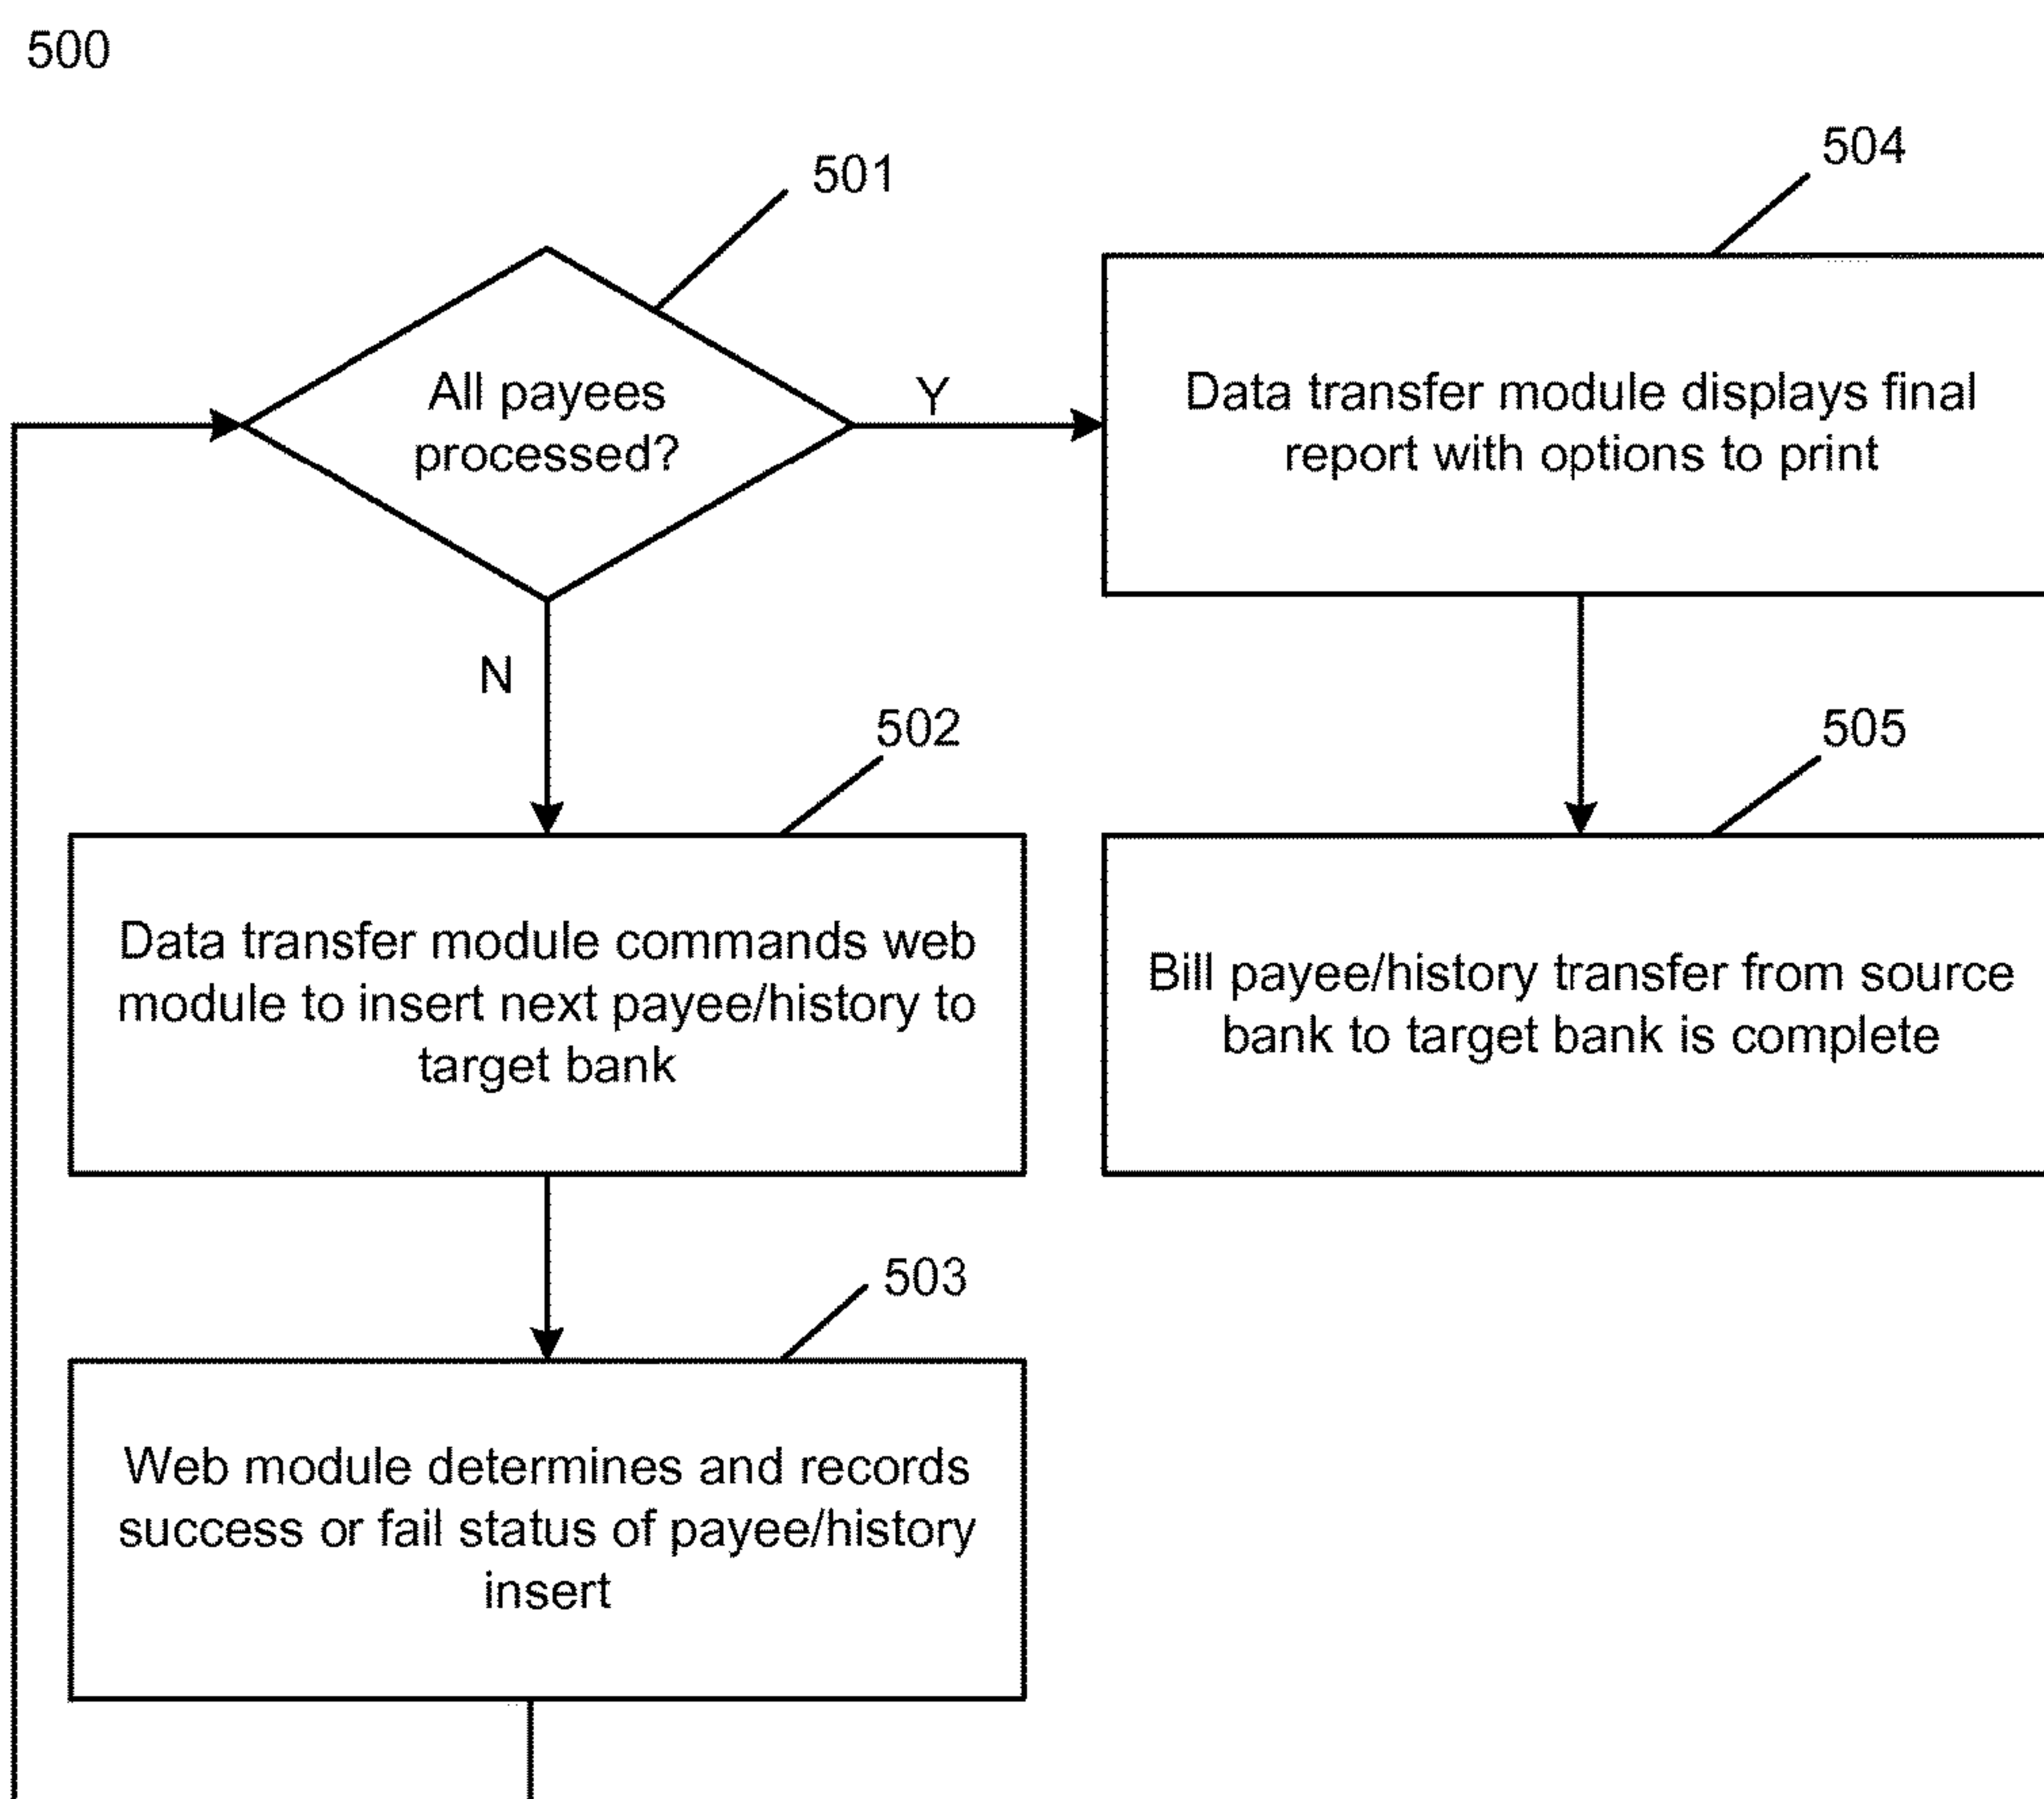 500
501
All payees
processed?
Y
N
504
Data transfer module displays final
report with options to print
502
Data transfer module commands web
module to insert next payee/history to
target bank
505
Bill payee/history transfer from source
bank to target bank is complete
503
Web module determines and records
success or fail status of payee/history
insert